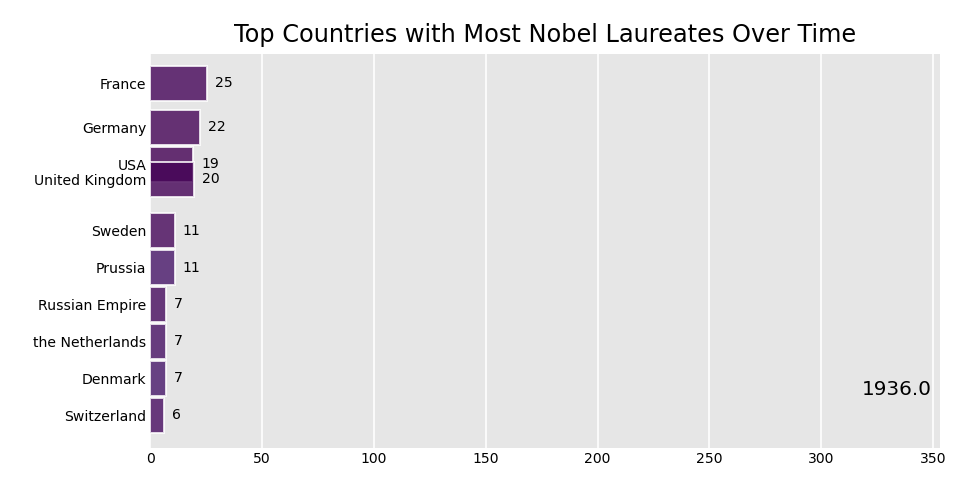 Top Countries with Most Nobel Laureates Over Time
France 25
Germany 22
USA 19
United Kingdom 20
Sweden 11
Prussia 11
Russian Empire 7
the Netherlands 7
Denmark 7
1936.0
Switzerland 6
0 50 100 150 200 250 300 350